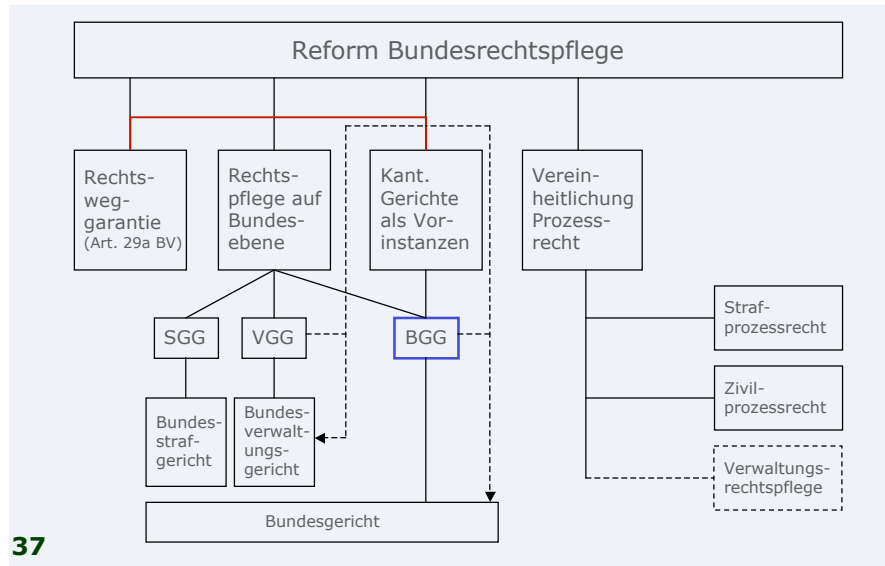 Reform Bundesrechtspflege
Rechts-
weg-
garantie
(Art. 29a BV)
Rechts-
pflege auf
Bundes-
ebene
Kant.
Gerichte
als Vor-
instanzen
Verein-
heitlichung
Prozess-
recht
SGG
VGG
BGG
Straf-
prozessrecht
Zivil-
prozessrecht
Verwaltungs-
rechtspflege
Bundes-
straf-
gericht
Bundes-
verwalt-
ungs-
gericht
Bundesgericht
37